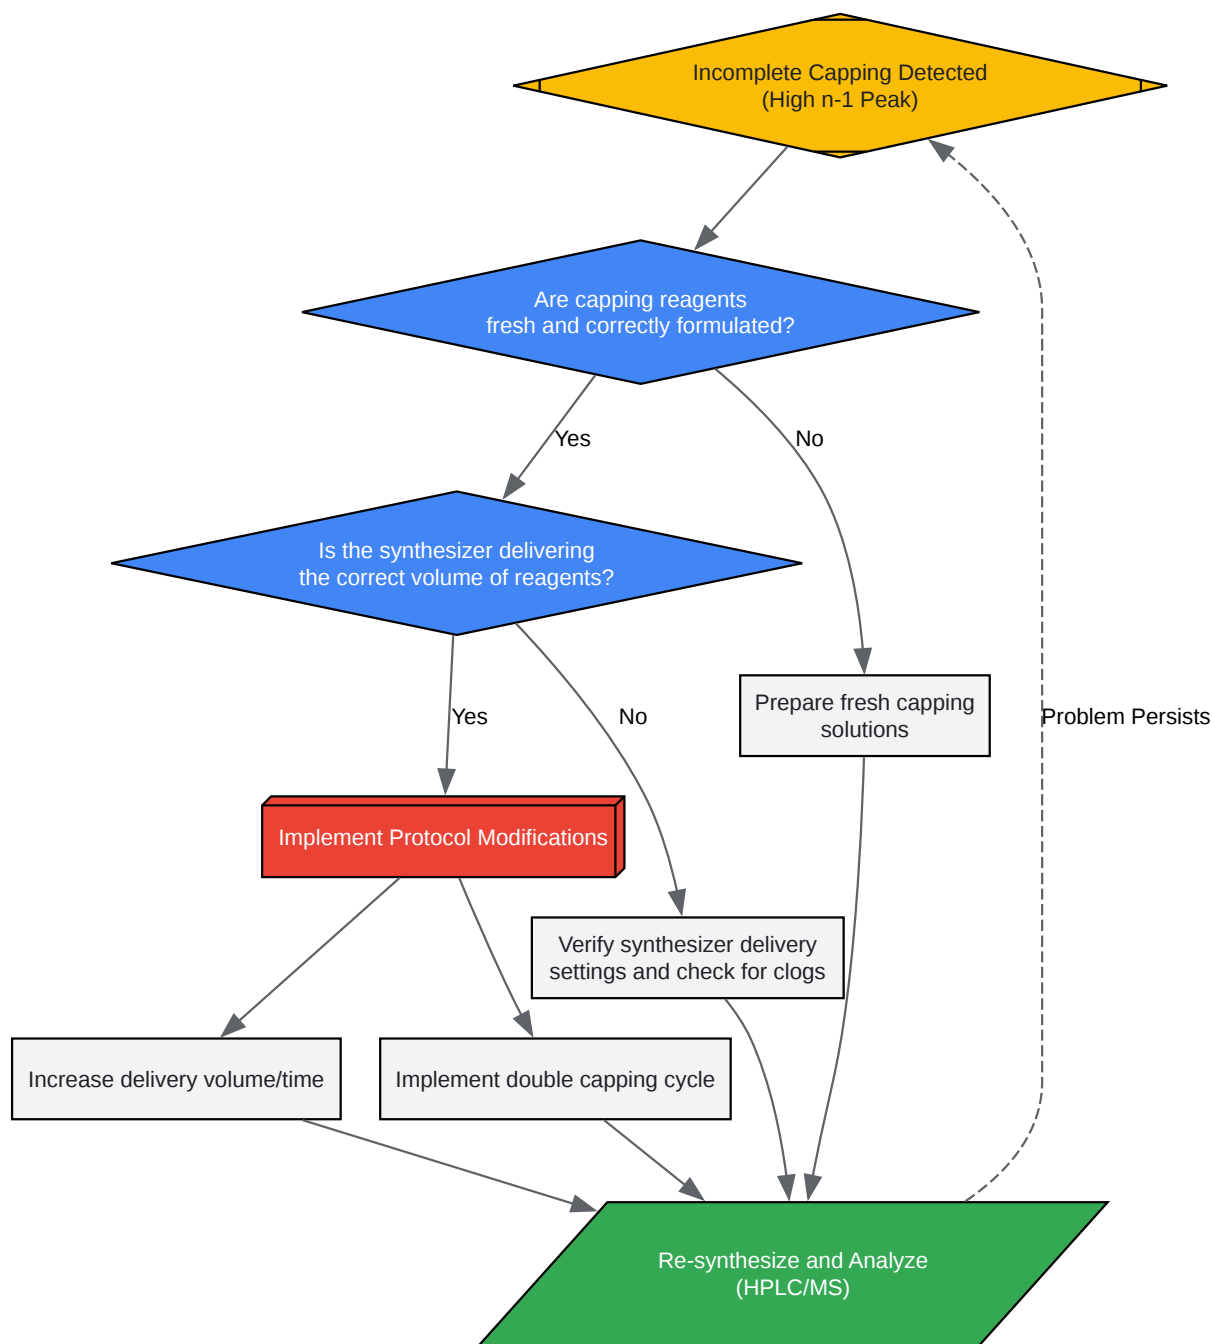 Incomplete Capping Detected
(High n-1 Peak)
Are capping reagents
fresh and correctly formulated?
Yes
No
Is the synthesizer delivering
the correct volume of reagents?
Prepare fresh capping
solutions
Yes
No
Problem Persists
Implement Protocol Modifications
Verify synthesizer delivery
settings and check for clogs
Increase delivery volume/time
Implement double capping cycle
Re-synthesize and Analyze
(HPLC/MS)